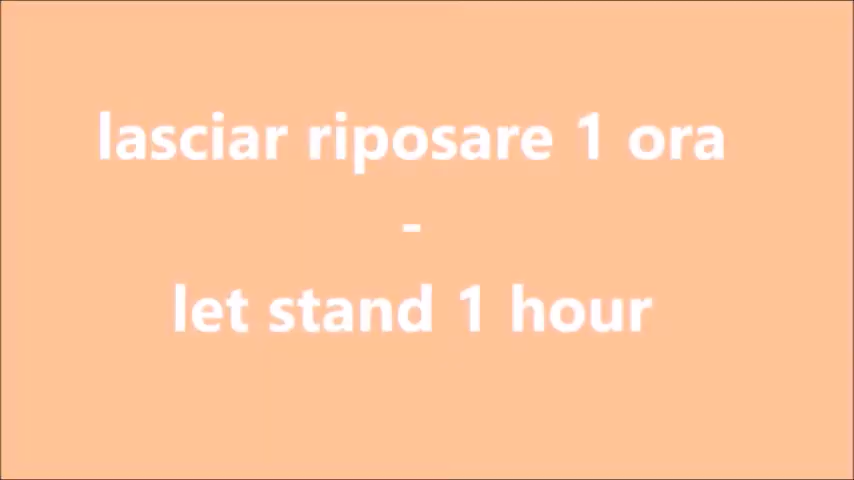 lasciar riposare 1 ora
-
let stand 1 hour